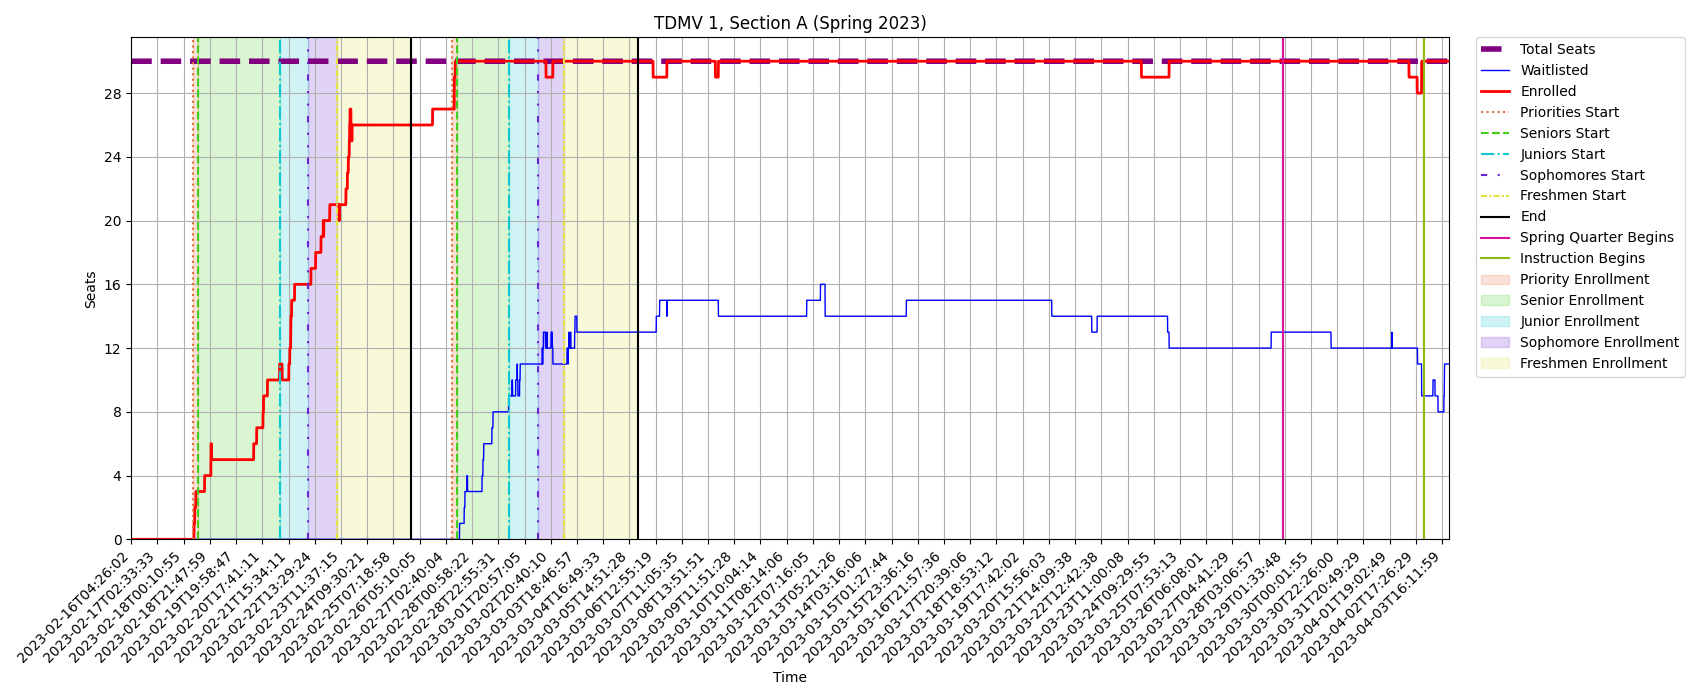 TDMV 1, Section A (Spring 2023)
Seats
28
24
20
16
12
8
4
0
2023-02-16T04:26:02
2023-02-17T02:33:33
2023-02-18T00:10:55
2023-02-18T21:47:59
2023-02-19T19:58:47
2023-02-20T17:41:11
2023-02-21T15:34:11
2023-02-22T13:29:24
2023-02-23T11:37:15
2023-02-24T09:30:21
2023-02-25T07:18:58
2023-02-26T05:10:05
2023-02-27T02:40:04
2023-02-28T00:58:22
2023-02-28T22:55:31
2023-03-01T20:57:05
2023-03-02T20:40:10
2023-03-03T18:46:57
2023-03-04T16:49:33
2023-03-05T14:51:28
2023-03-06T12:55:19
2023-03-07T11:05:35
2023-03-08T13:51:51
2023-03-09T11:51:28
2023-03-10T10:04:14
2023-03-11T08:14:06
2023-03-12T07:16:05
2023-03-13T05:21:26
2023-03-14T03:16:06
2023-03-15T01:27:44
2023-03-15T23:36:16
2023-03-16T21:57:36
2023-03-17T20:39:06
2023-03-18T18:53:12
2023-03-19T17:42:02
2023-03-20T15:56:03
2023-03-21T14:09:38
2023-03-22T12:42:38
2023-03-23T11:00:08
2023-03-24T09:29:55
2023-03-25T07:53:13
2023-03-26T06:08:01
2023-03-27T04:41:29
2023-03-28T03:06:57
2023-03-29T01:33:48
2023-03-30T00:01:55
2023-03-30T22:26:00
2023-03-31T20:49:29
2023-04-01T19:02:49
2023-04-02T17:26:29
2023-04-03T16:11:59
Time
Total Seats
Waitlisted
Enrolled
Priorities Start
Seniors Start
Juniors Start
Sophomores Start
Freshmen Start
End
Spring Quarter Begins
Instruction Begins
Priority Enrollment
Senior Enrollment
Junior Enrollment
Sophomore Enrollment
Freshmen Enrollment